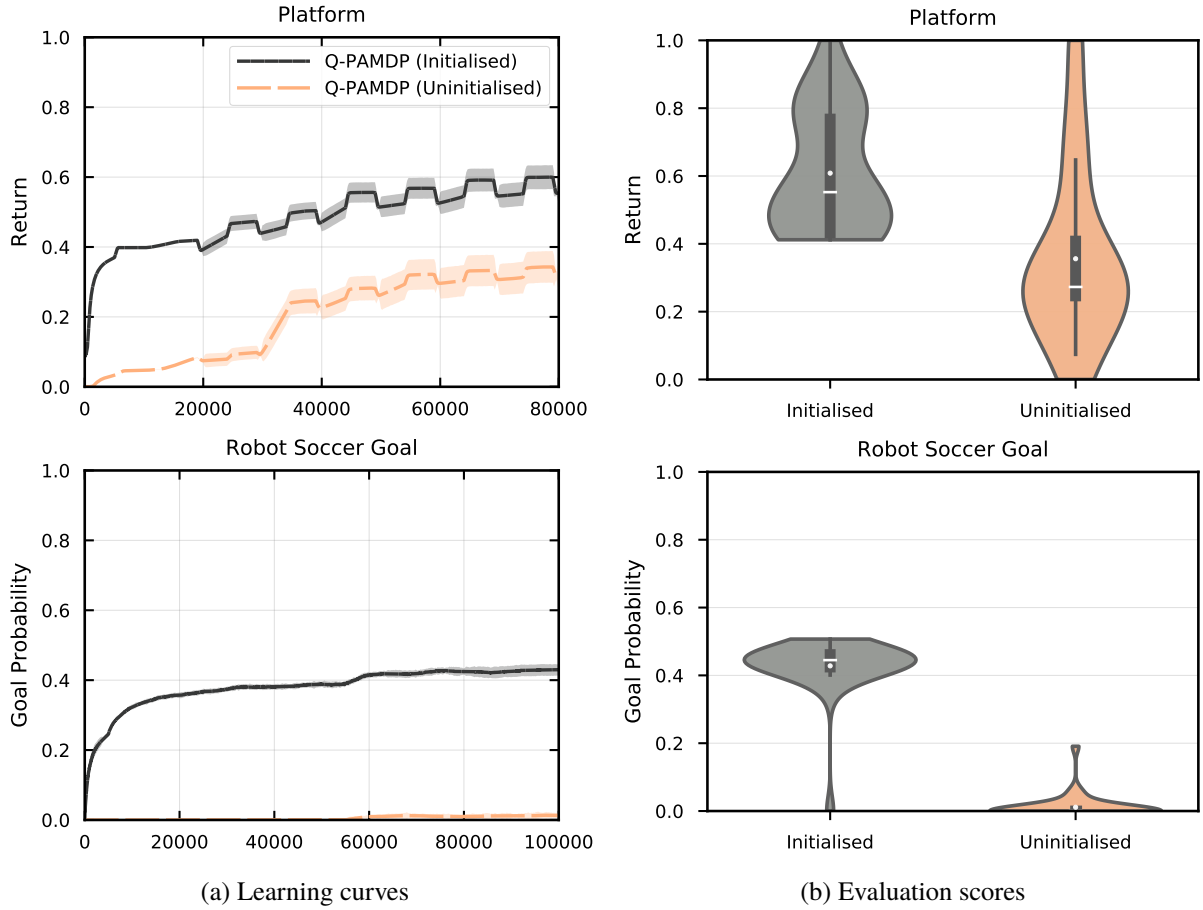 Platform
1.0
0.8
0.6
0.4
0.2
0.0
Return
Q-PAMDP (Initialised)
Q-PAMDP (Uninitialised)
0
20000
40000
60000
80000
Platform
1.0
0.8
0.6
0.4
0.2
0.0
Return
Initialised
Uninitialised
Robot Soccer Goal
1.0
0.8
0.6
0.4
0.2
0.0
Goal Probability
0
20000
40000
60000
80000
100000
Robot Soccer Goal
1.0
0.8
0.6
0.4
0.2
0.0
Goal Probability
Initialised
Uninitialised
(a) Learning curves
(b) Evaluation scores